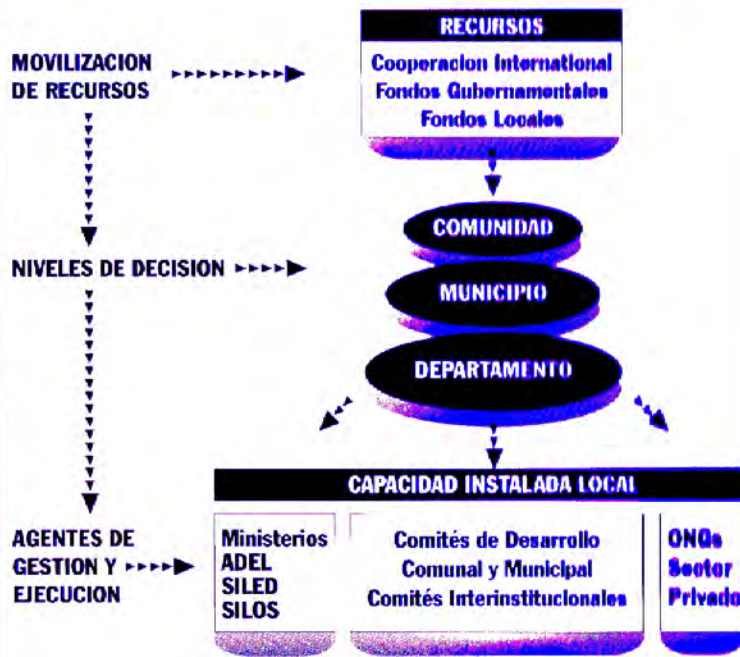 RECURSOS
Cooperacion International
Fondos Gubernamentales
Fondos Locales
MOVILIZACION
DE RECURSOS
COMUNIDAD
NIVELES DE DECISION
MUNICIPIO
DEPARTAMENTO
CAPACIDAD INSTALADA LOCAL
AGENTES DE
GESTION Y
EJECUCION
Ministerios
ADEL
SILED
SILOS
Comités de Desarrollo
Comunal y Municipal
Comités Interinstitucionales
ONGs
Sector
Privado